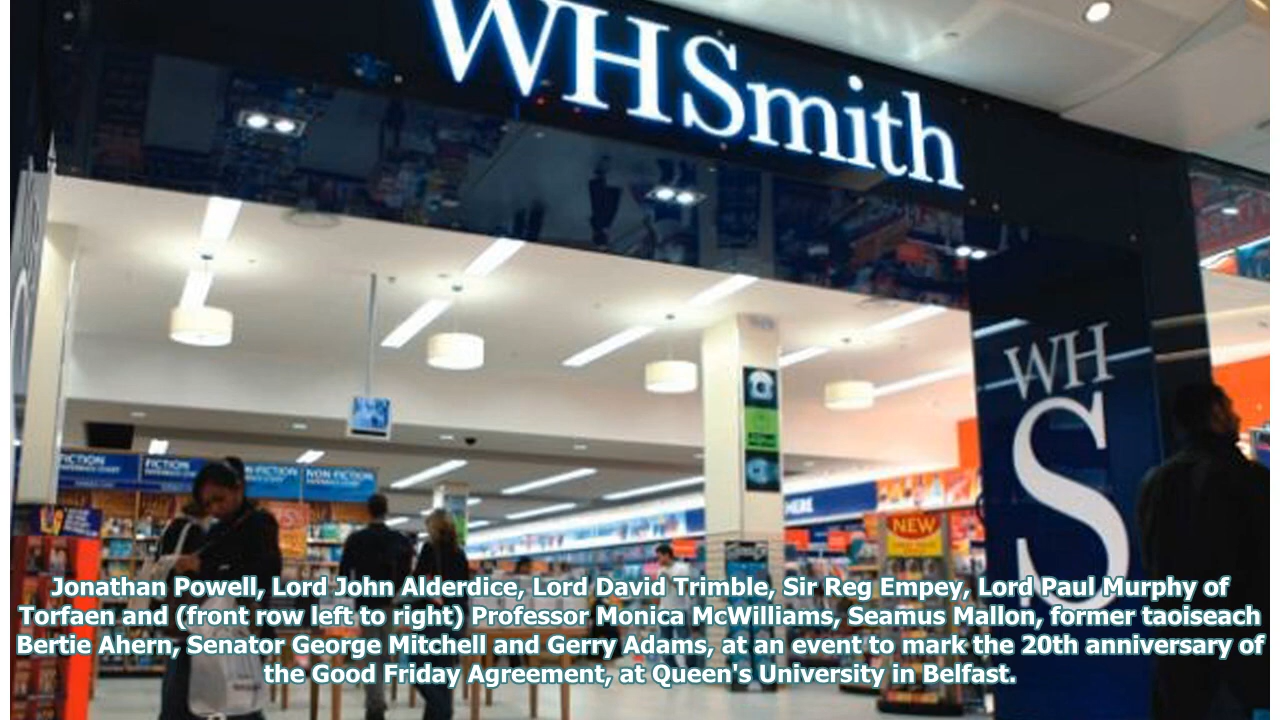 WHSmith
WH
S
FICTION
FICTION
NON-FICTION
NON-FICTION
HERE
NEW
Jonathan Powell, Lord John Alderdice, Lord David Trimble, Sir Reg Empey, Lord Paul Murphy of
Torfaen and (front row left to right) Professor Monica McWilliams, Seamus Mallon, former taoiseach
Bertie Ahern, Senator George Mitchell and Gerry Adams, at an event to mark the 20th anniversary of
the Good Friday Agreement, at Queen's University in Belfast.